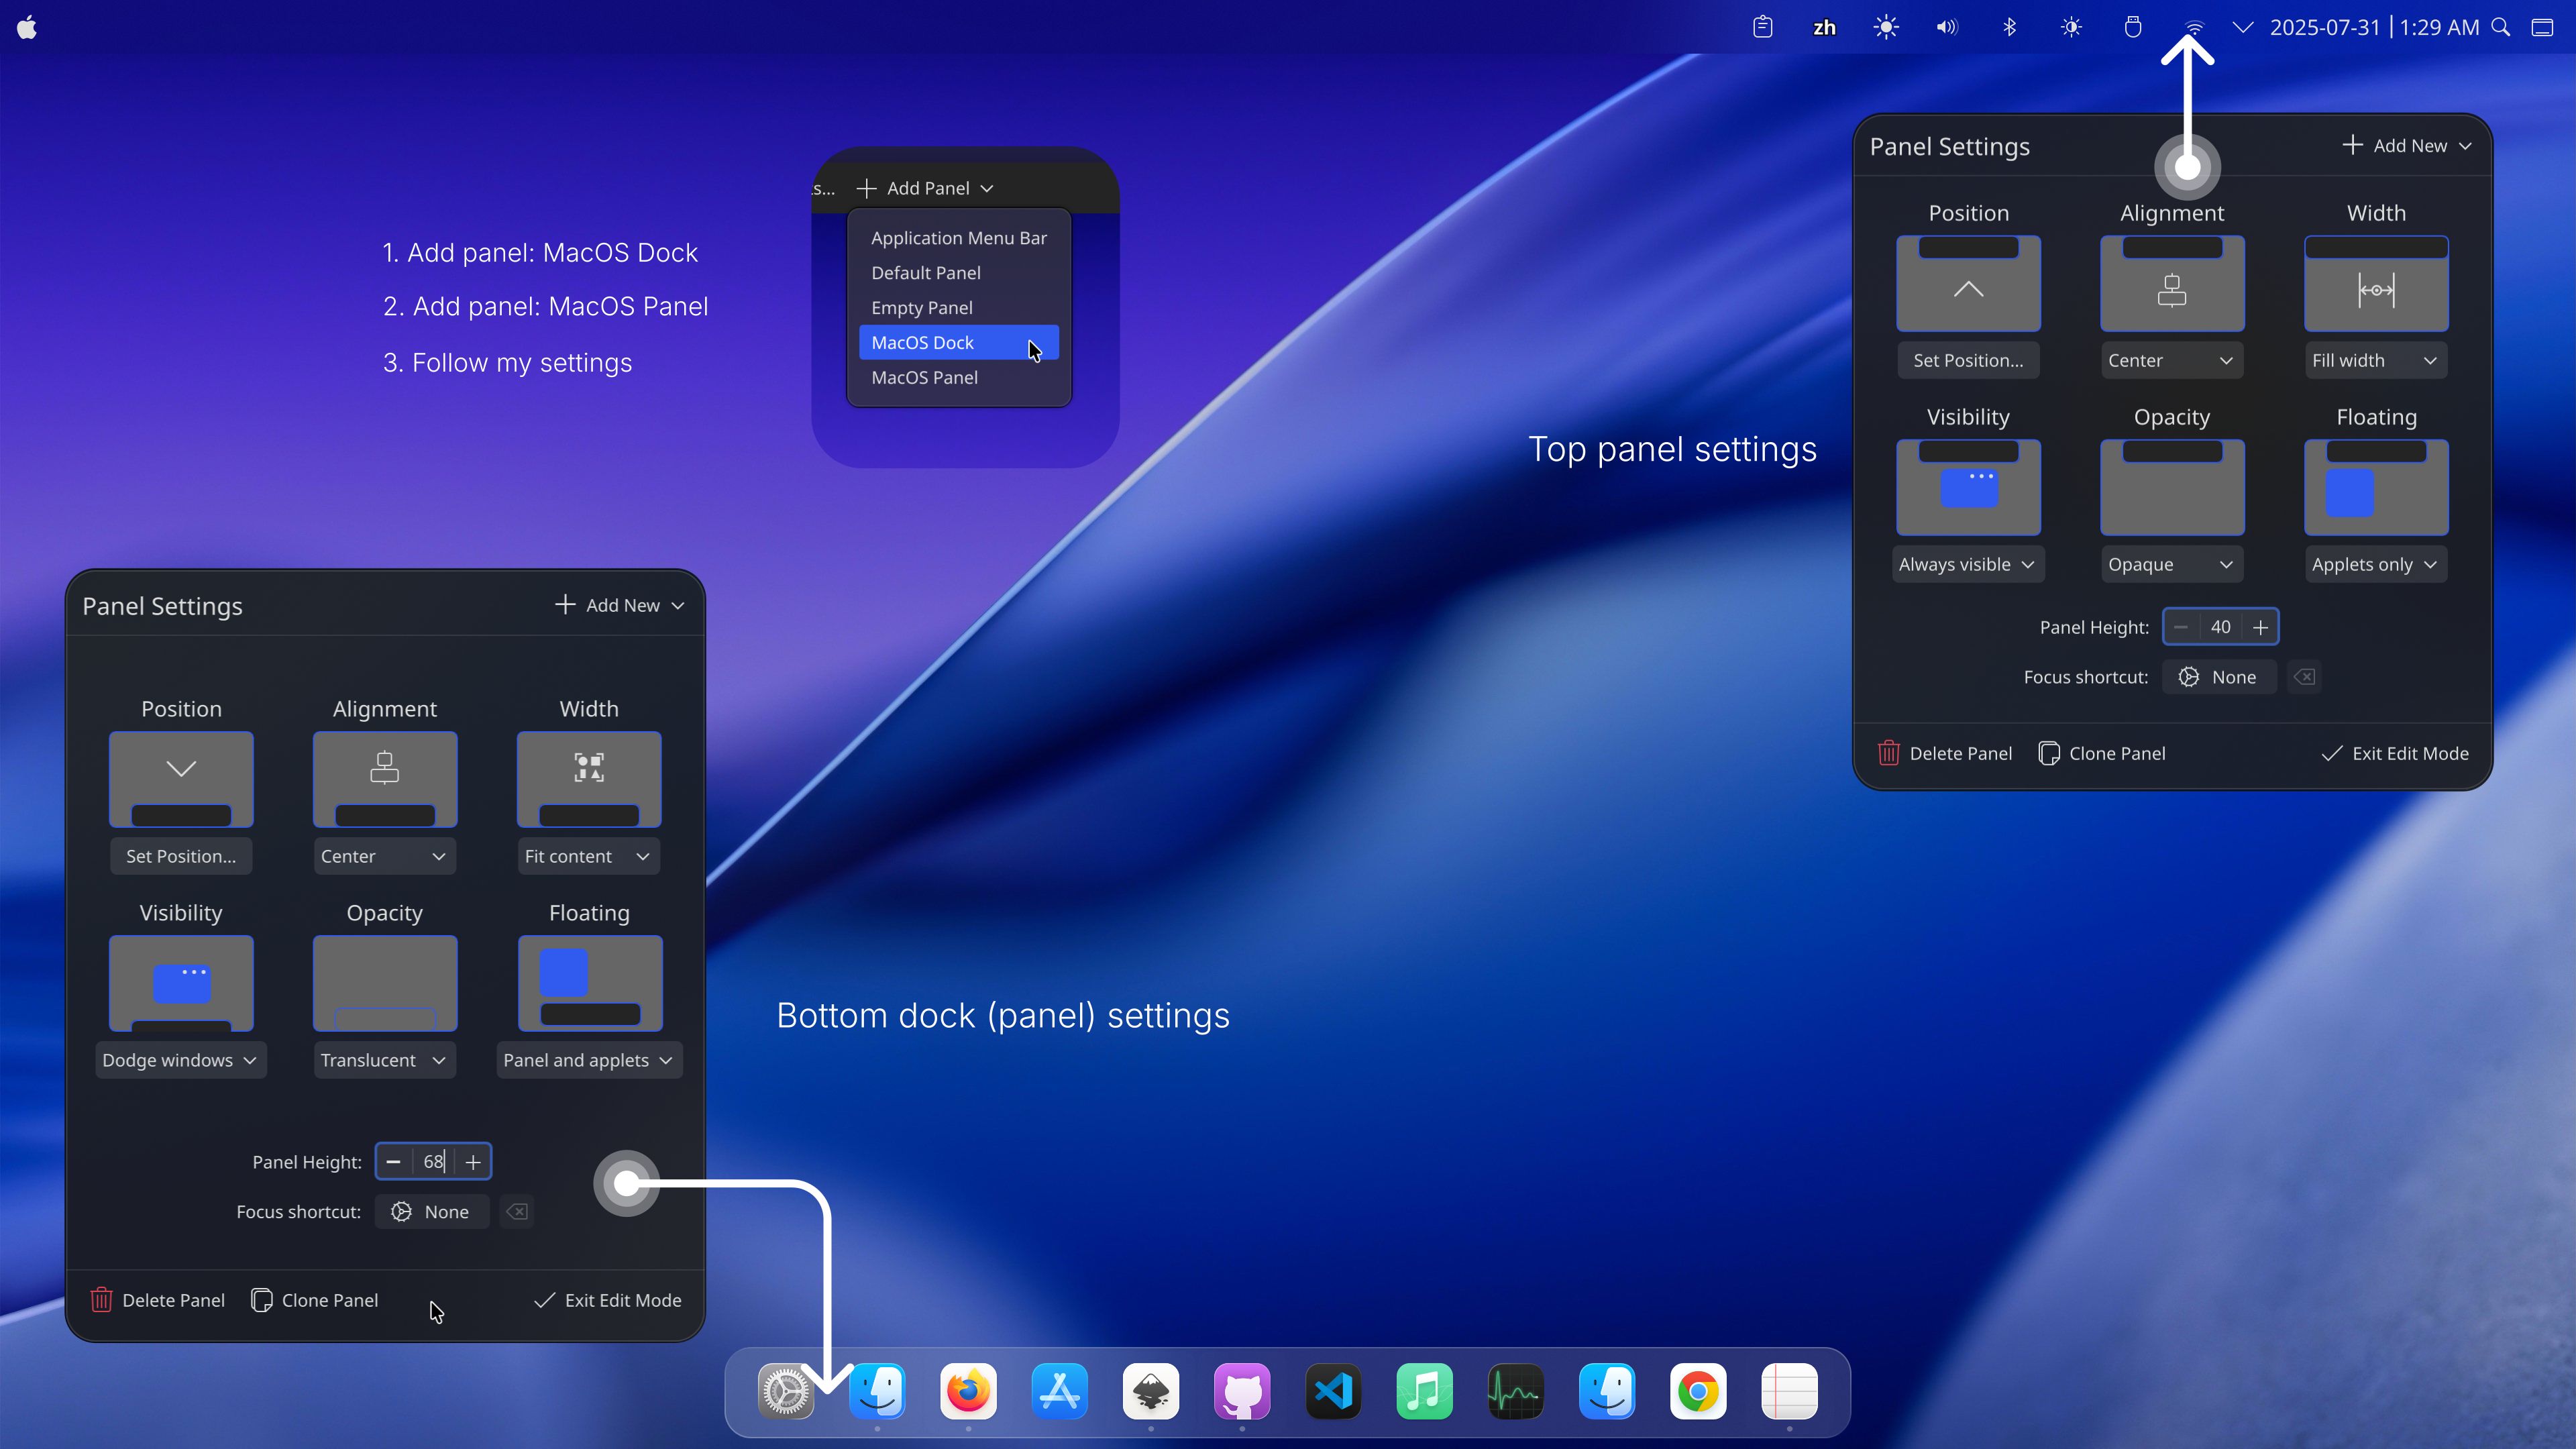 zh
2025-07-31 | 1:29 AM
1. Add panel: MacOS Dock
2. Add panel: MacOS Panel
3. Follow my settings
s... Add Panel
Application Menu Bar
Default Panel
Empty Panel
MacOS Dock
MacOS Panel
Top panel settings
Panel Settings
Add New
Position Alignment Width
Set Position... Center Fill width
Visibility Opacity Floating
Always visible Opaque Applets only
Panel Height: 40
Focus shortcut: None
Delete Panel Clone Panel Exit Edit Mode
Panel Settings
Add New
Position Alignment Width
Set Position... Center Fit content
Visibility Opacity Floating
Dodge windows Translucent Panel and applets
Panel Height: 68
Focus shortcut: None
Delete Panel Clone Panel Exit Edit Mode
Bottom dock (panel) settings